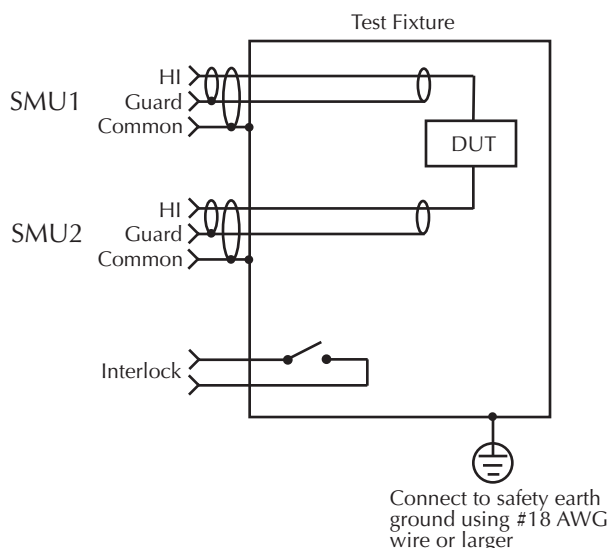 Test Fixture
SMU1
HI
Guard
Common
DUT
SMU2
HI
Guard
Common
Interlock
Connect to safety earth
ground using #18 AWG
wire or larger